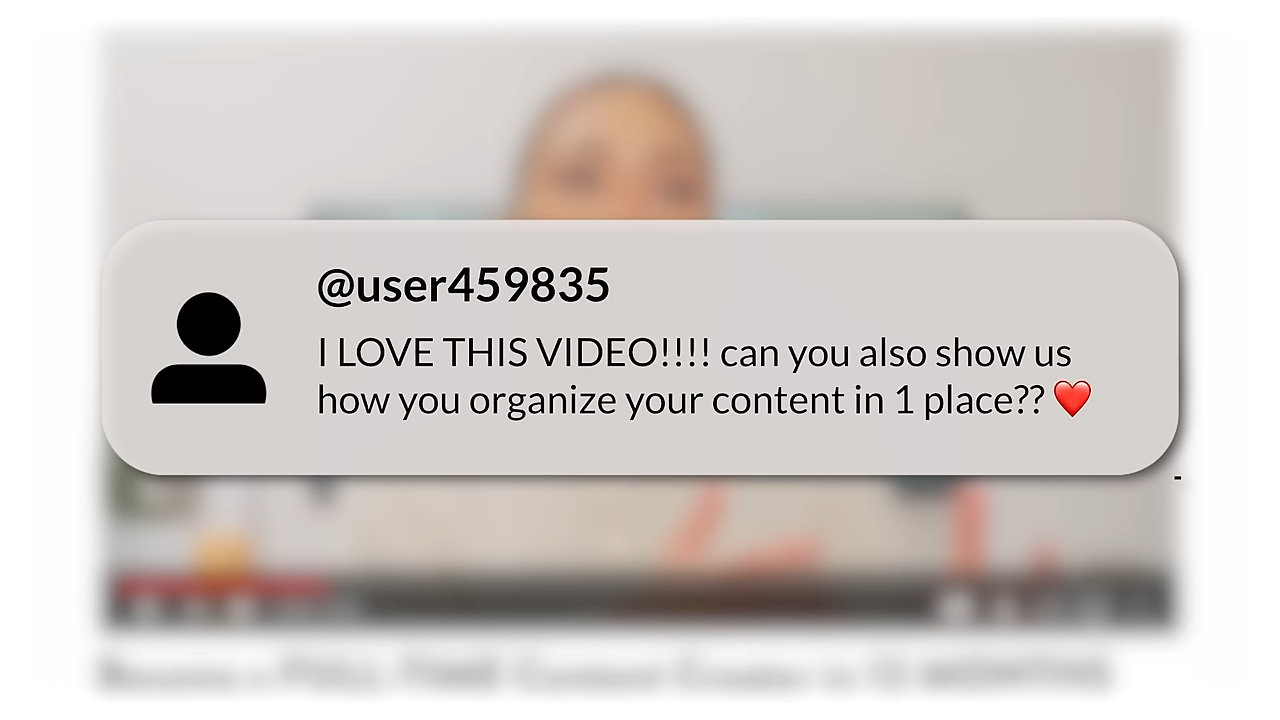 @user459835
I LOVE THIS VIDEO!!!! can you also show us
how you organize your content in 1 place?? ❤️